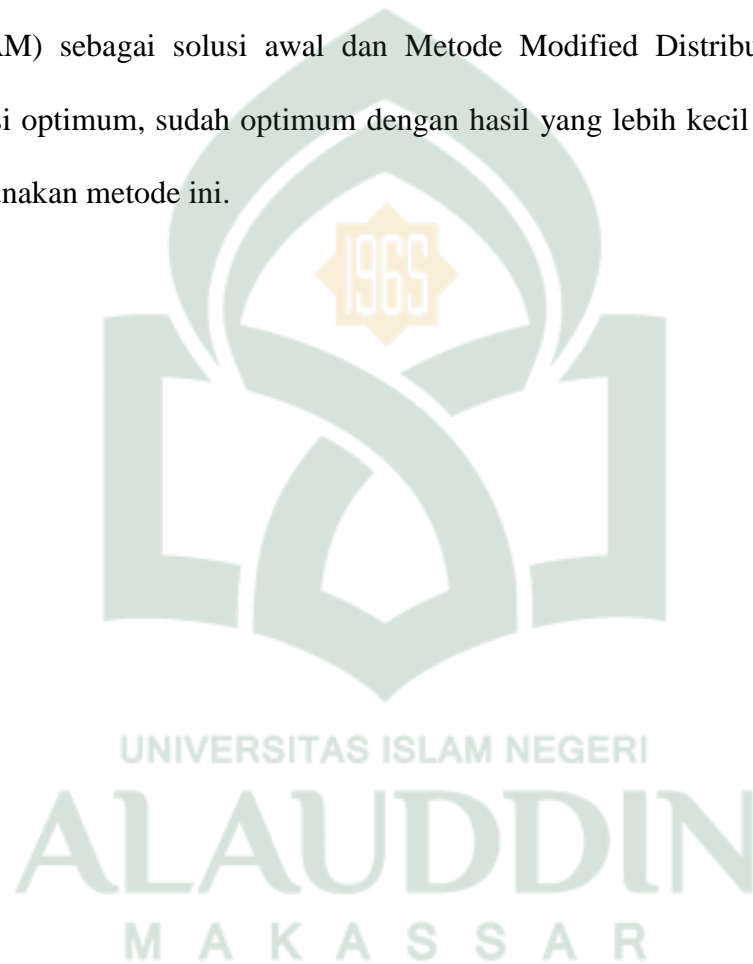 AM) sebagai solusi awal dan Metode Modified Distribu
si optimum, sudah optimum dengan hasil yang lebih kecil
nakan metode ini.
1965
UNIVERSITAS ISLAM NEGERI
ALAUDDIN
MAKASSAR